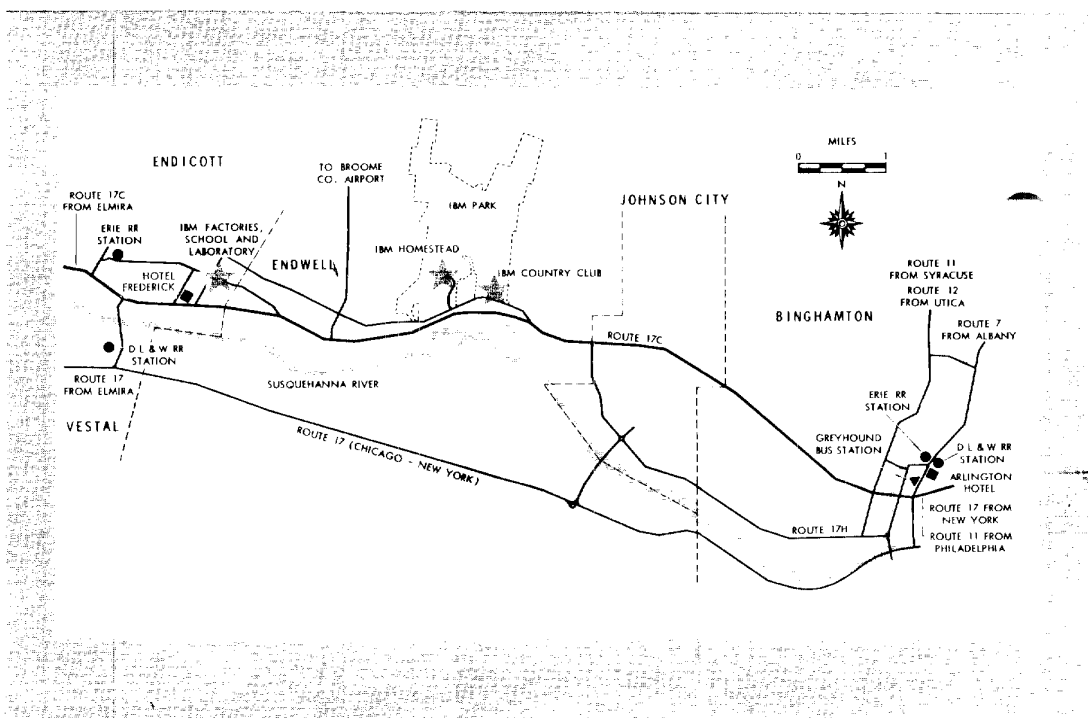 ENDICOTT
TO BROOME
CO. AIRPORT
MILES
0 1
N
ROUTE 17C
FROM ELMIRA
ERIE RR
STATION
IBM FACTORIES,
SCHOOL AND
LABORATORY
HOTEL
FREDERICK
ENDWELL
IBM PARK
IBM HOMESTEAD
IBM COUNTRY CLUB
JOHNSON CITY
ROUTE 11
FROM SYRACUSE
ROUTE 12
FROM UTICA
BINGHAMTON
ROUTE 7
FROM ALBANY
ROUTE 17C
D L & W RR
STATION
ROUTE 17
FROM ELMIRA
SUSQUEHANNA RIVER
VESTAL
ROUTE 17 (CHICAGO - NEW YORK)
ERIE RR
STATION
GREYHOUND
BUS STATION
D L & W RR
STATION
ARLINGTON
HOTEL
ROUTE 17 FROM
NEW YORK
ROUTE 17H
ROUTE 11 FROM
PHILADELPHIA